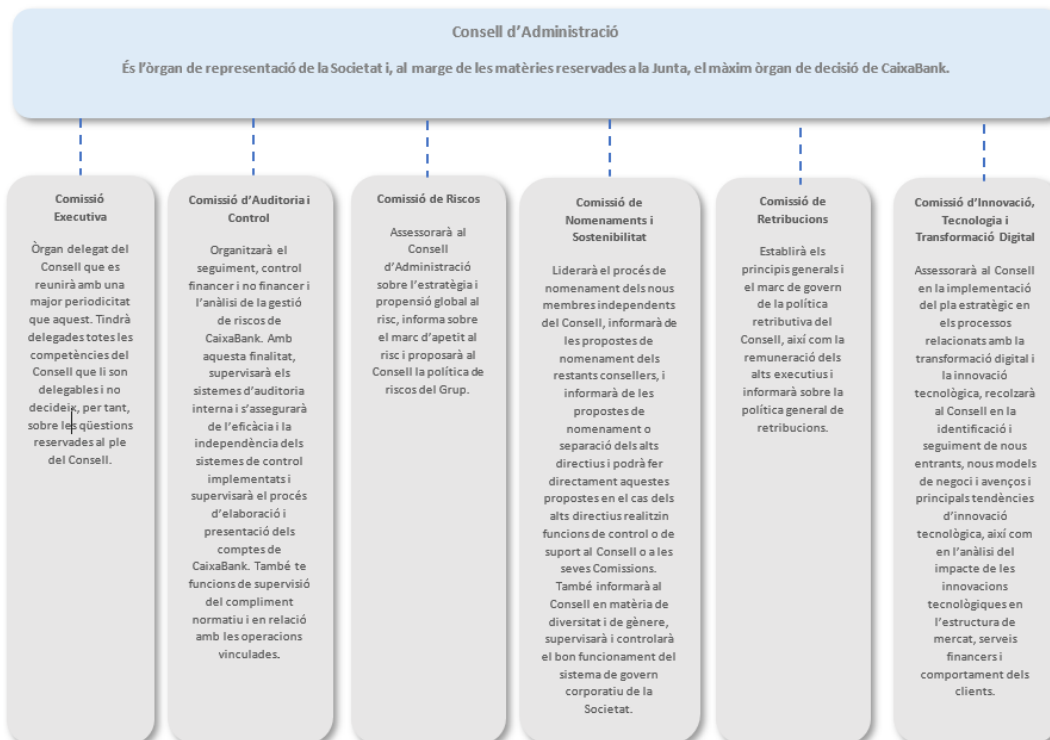 Consell d'Administració
És l'òrgan de representació de la Societat i, al marge de les matèries reservades a la Junta, el màxim òrgan de decisió de CaixaBank.
Comissió
Executiva
Òrgan delegat del
Consell que es
reunirà amb una
major periodicitat
que aquest. Tindrà
delegades totes les
competències del
Consell que li son
delegables i no
decideix, per tant,
sobre les qüestions
reservades al ple
del Consell.
Comissió d'Auditoria i
Control
Organitzarà el
seguiment, control
financer i no financer i
l'anàlisi de la gestió
de riscos de
CaixaBank. Amb
aquesta finalitat,
supervisarà els
sistemes d'auditoria
interna i s'assegurarà
de l'eficàcia i la
independència dels
sistemes de control
implementats i
supervisarà el procés
d'elaboració i
presentació dels
comptes de
CaixaBank. També te
funcions de supervisió
del compliment
normatiu i en relació
amb les operacions
vinculades.
Comissió de Riscos
Assessorarà al
Consell
d'Administració
sobre l'estratègia i
propensió global al
risc, informa sobre
el marc d'apetit al
risc i proposarà al
Consell la política de
riscos del Grup.
Comissió de
Nomenaments i
Sostenibilitat
Liderarà el procés de
nomenament dels nous
membres independents
del Consell, informarà de
les propostes de
nomenament dels
restants consellers, i
informarà de les
propostes de
nomenament o
separació dels alts
directius i podrà fer
directament aquestes
propostes en el cas dels
alts directius realitzin
funcions de control o de
suport al Consell o a les
seves Comissions.
També informarà al
Consell en matèria de
diversitat i de gènere,
supervisarà i controlarà
el bon funcionament del
sistema de govern
corporatiu de la
Societat.
Comissió de
Retribucions
Establirà els
principis generals i
el marc de govern
de la política
retributiva del
Consell, així com la
remuneració dels
alts executius i
informarà sobre la
política general de
retribucions.
Comissió d'Innovació,
Tecnologia i
Transformació Digital
Assessorarà al Consell
en la implementació
del pla estratègic en
els processos
relacionats amb la
transformació digital i
la innovació
tecnològica, recolzarà
al Consell en la
identificació i
seguiment de nous
entrants, nous models
de negoci i avenços i
principals tendències
d'innovació
tecnològica, així com
en l'anàlisi del
impacte de les
innovacions
tecnològiques en
l'estructura de
mercat, serveis
financers i
comportament dels
clients.